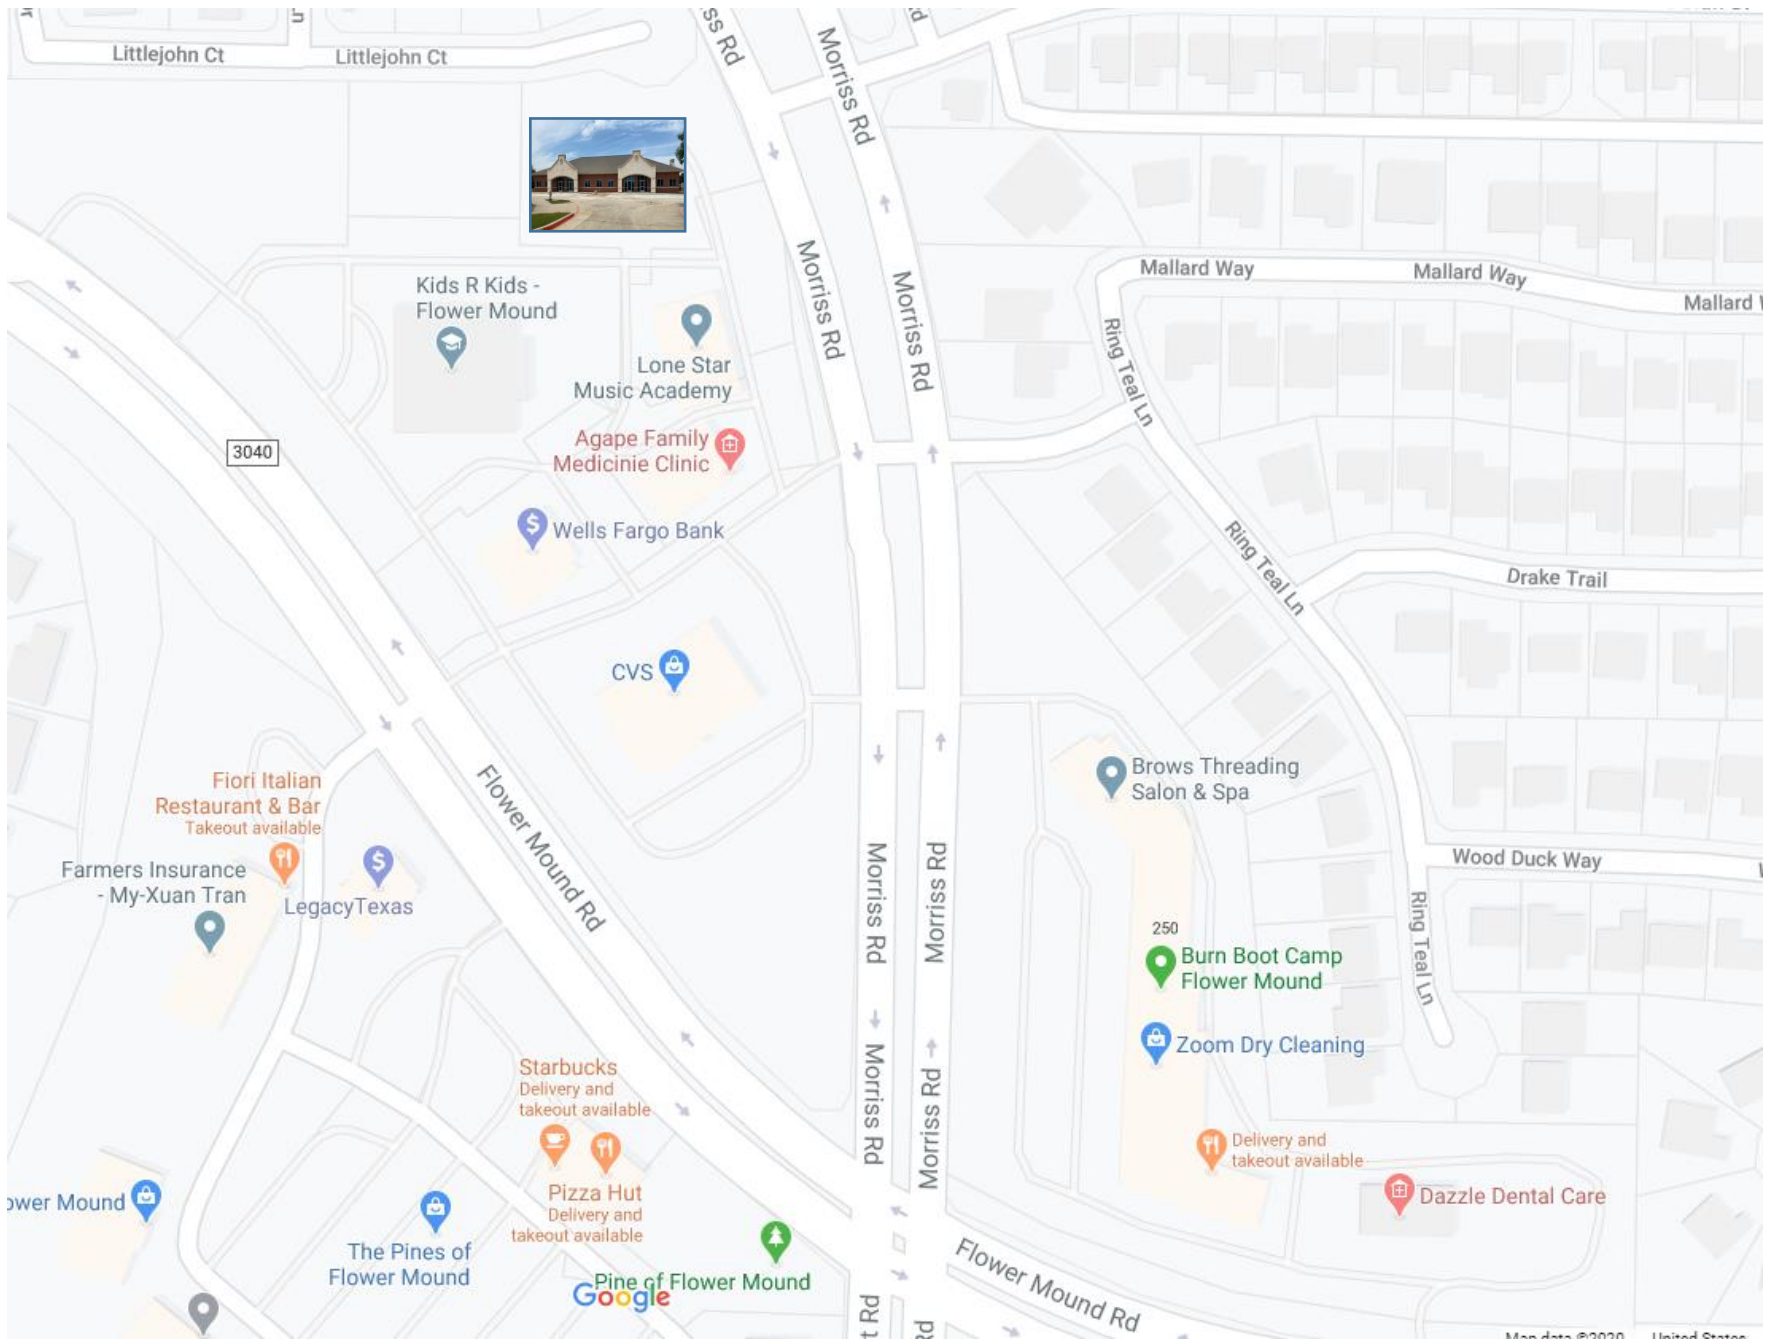 Littlejohn Ct
Littlejohn Ct
Ln
ss Rd
Morriss Rd
Morriss Rd
Morriss Rd
Mallard Way
Mallard Way
Mallard
Kids R Kids -
Flower Mound
Lone Star
Music Academy
Ring Teal Ln
3040
Agape Family
Medicinie Clinic
Wells Fargo Bank
Ring Teal Ln
Drake Trail
CVS
Brows Threading
Salon & Spa
Fiori Italian
Restaurant & Bar
Takeout available
Flower Mound Rd
Farmers Insurance
- My-Xuan Tran
LegacyTexas
Morriss Rd
Morriss Rd
Wood Duck Way
Ring Teal Ln
250
Burn Boot Camp
Flower Mound
Zoom Dry Cleaning
Starbucks
Delivery and
takeout available
Morriss Rd
Morriss Rd
Delivery and
takeout available
Dazzle Dental Care
Pizza Hut
Delivery and
takeout available
ower Mound
The Pines of
Flower Mound
Pine of Flower Mound
Google
Flower Mound Rd
t Rd
Rd
Map data ©2020 United States